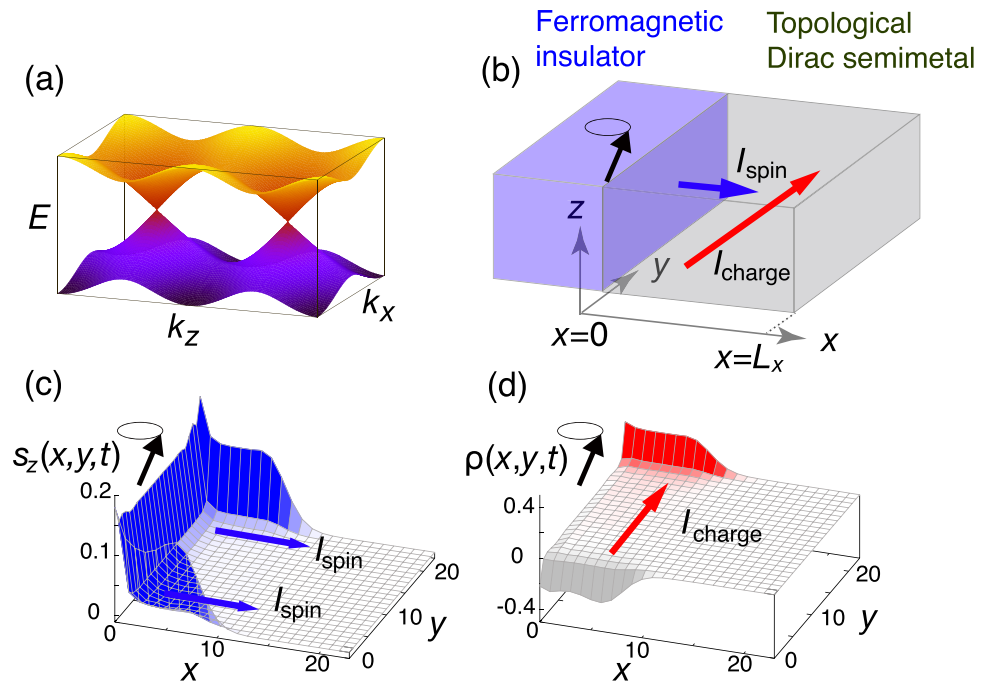 (a)
E
k_z
k_x
Ferromagnetic
insulator
Topological
Dirac semimetal
(b)
I_spin
I_charge
z
y
x=0
x=L_x
x
(c)
s_z(x,y,t)
0.2
0.1
0
I_spin
I_spin
0
10
20
x
0
10
20
y
(d)
ρ(x,y,t)
0.4
0
-0.4
I_charge
0
10
20
x
0
10
20
y